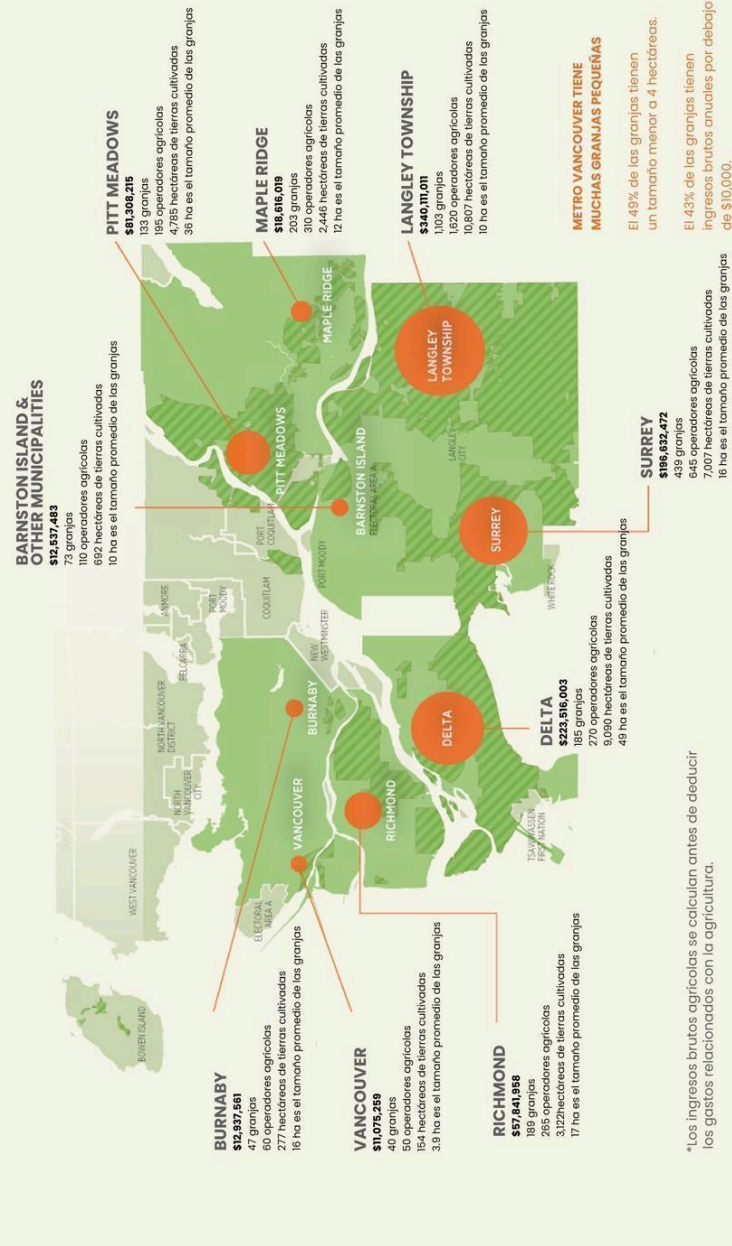 BARNSTON ISLAND &
OTHER MUNICIPALITIES
$12,537,483
73 granjas
110 operadores agrícolas
692 hectáreas de tierras cultivadas
10 ha es el tamaño promedio de las granjas
PITT MEADOWS
$81,308,215
133 granjas
195 operadores agrícolas
4,785 hectáreas de tierras cultivadas
36 ha es el tamaño promedio de las granjas
MAPLE RIDGE
$18,616,019
203 granjas
310 operadores agrícolas
2,446 hectáreas de tierras cultivadas
12 ha es el tamaño promedio de las granjas
LANGLEY TOWNSHIP
$340,111,011
1,103 granjas
1,620 operadores agrícolas
10,807 hectáreas de tierras cultivadas
10 ha es el tamaño promedio de las granjas
BURNABY
$12,937,561
47 granjas
60 operadores agrícolas
277 hectáreas de tierras cultivadas
16 ha es el tamaño promedio de las granjas
VANCOUVER
$11,075,259
40 granjas
50 operadores agrícolas
154 hectáreas de tierras cultivadas
3.9 ha es el tamaño promedio de las granjas
RICHMOND
$57,841,958
189 granjas
265 operadores agrícolas
3,122hectáreas de tierras cultivadas
17 ha es el tamaño promedio de las granjas
DELTA
$223,516,003
185 granjas
270 operadores agrícolas
9,090 hectáreas de tierras cultivadas
49 ha es el tamaño promedio de las granjas
SURREY
$196,632,472
439 granjas
645 operadores agrícolas
7,007 hectáreas de tierras cultivadas
16 ha es el tamaño promedio de las granjas
BOWEN ISLAND
WEST VANCOUVER
NORTH
VANCOUVER
CITY
NORTH VANCOUVER
DISTRICT
BELCARRA
ANMORE
PORT
MOODY
COQUITLAM
PORT
COQUITLAM
PITT MEADOWS
MAPLE RIDGE
ELECTORAL
AREA A
VANCOUVER
BURNABY
NEW
WESTMINSTER
PORT MOODY
BARNSTON ISLAND
ELECTORAL AREA A
RICHMOND
DELTA
SURREY
LANGLEY
CITY
LANGLEY
TOWNSHIP
TSAWWASSEN
FIRST NATION
WHITE ROCK
METRO VANCOUVER TIENE
MUCHAS GRANJAS PEQUEÑAS
El 49% de las granjas tienen
un tamaño menor a 4 hectáreas.
El 43% de las granjas tienen
ingresos brutos anuales por debajo
de $10,000.
*Los ingresos brutos agrícolas se calculan antes de deducir
los gastos relacionados con la agricultura.